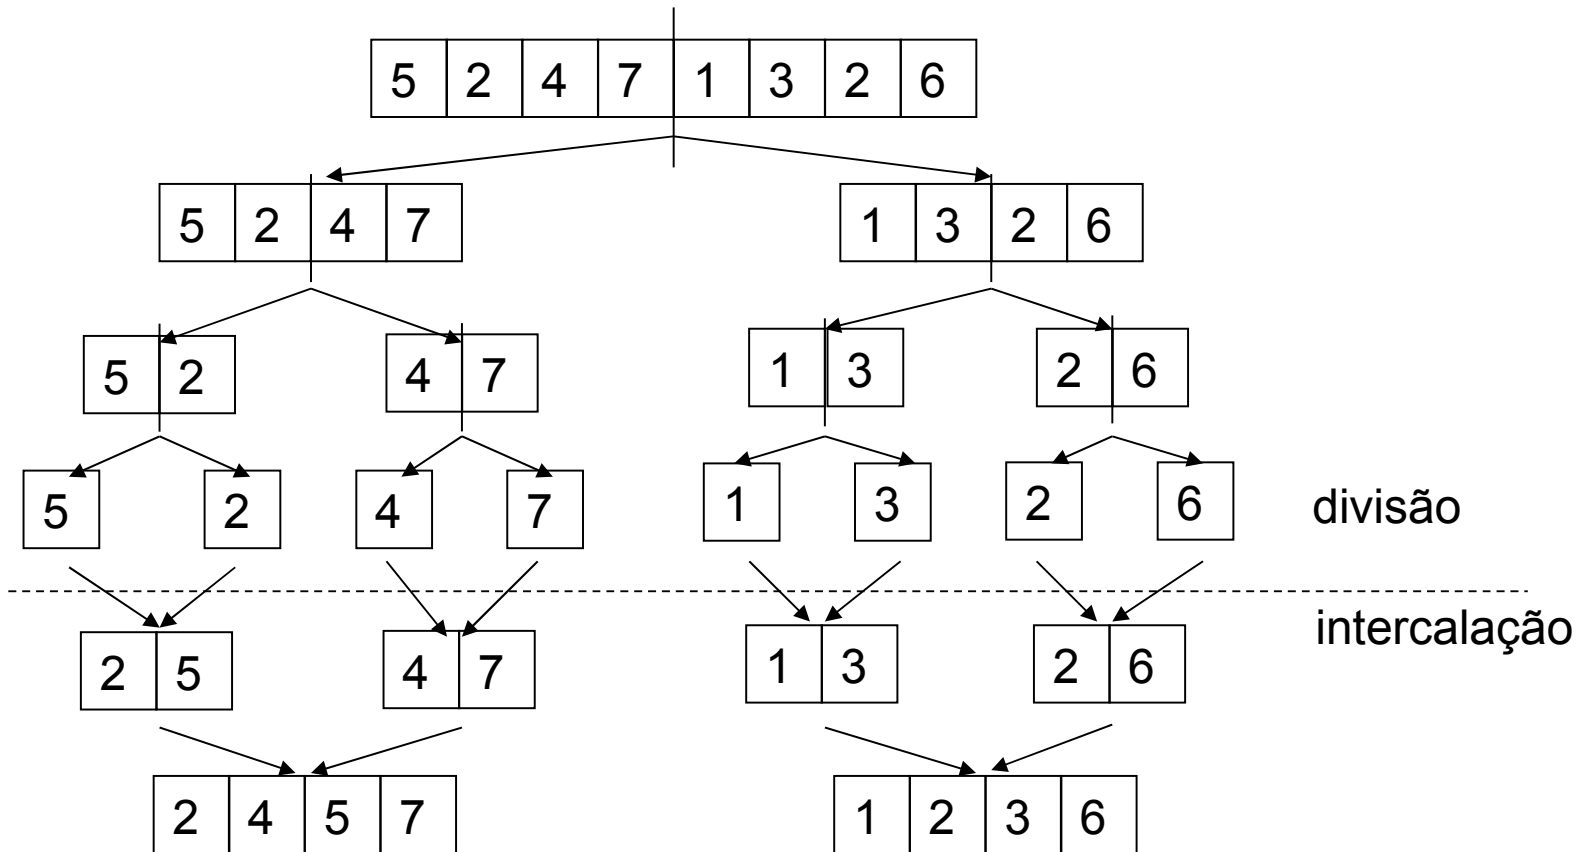 5 2 4 7 1 3 2 6
5 2 4 7 1 3 2 6
5 2 4 7 1 3 2 6
5 2 4 7 1 3 2 6 divisão
intercalação
2 5 4 7 1 3 2 6
2 4 5 7 1 2 3 6